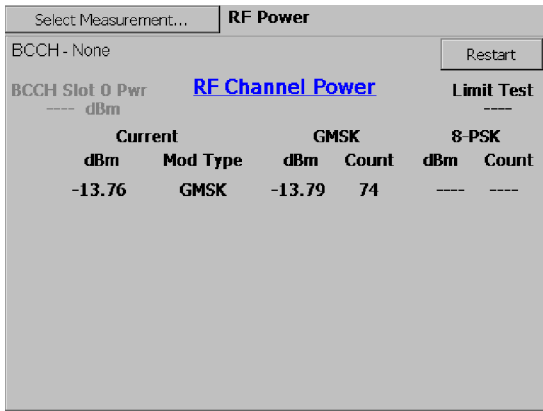 Select Measurement... RF Power
BCCH - None
Restart
BCCH Slot 0 Pwr RF Channel Power Limit Test
---- dBm ----
Current GMSK 8-PSK
dBm Mod Type dBm Count dBm Count
-13.76 GMSK -13.79 74 ---- ----